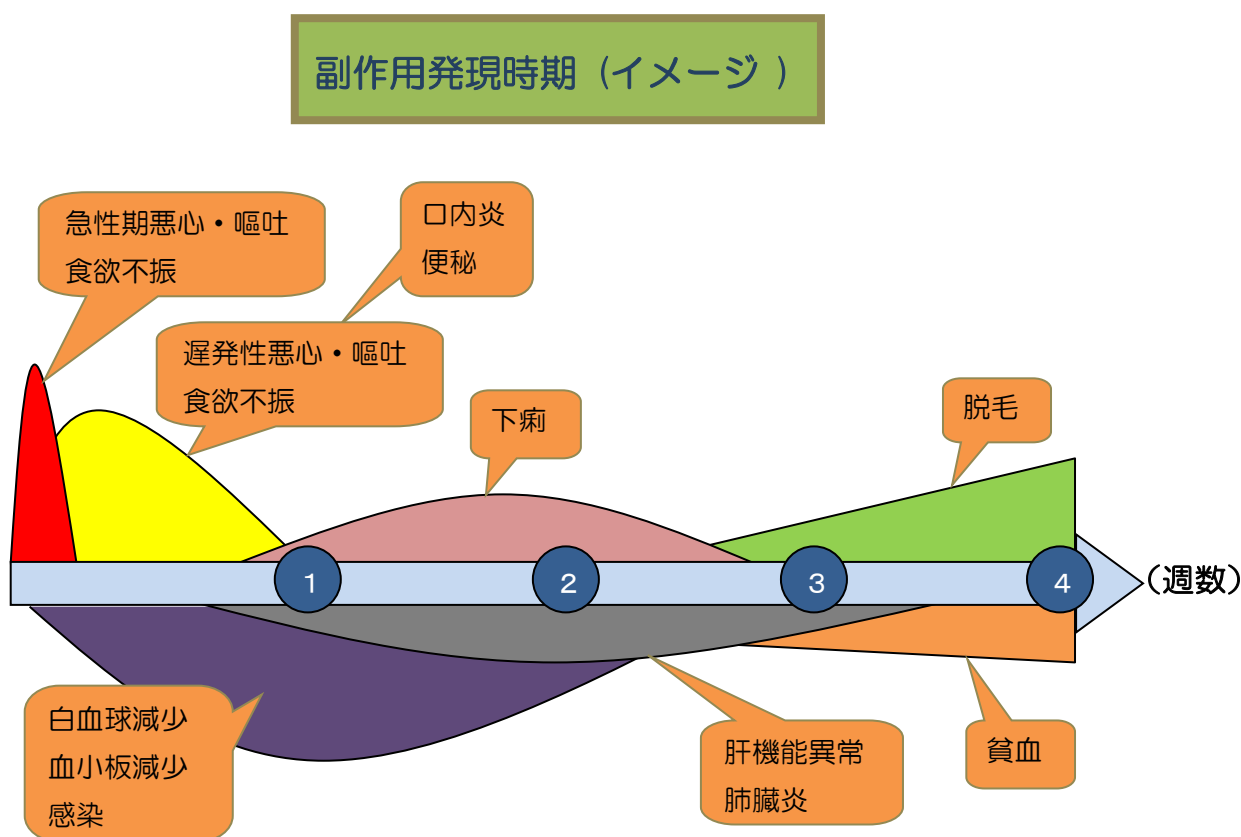 副作用発現時期（イメージ ）
急性期悪心・嘔吐
食欲不振
口内炎
便秘
遅発性悪心・嘔吐
食欲不振
下痢
脱毛
1
2
3
4
（週数）
白血球減少
血小板減少
感染
肝機能異常
肺臓炎
貧血